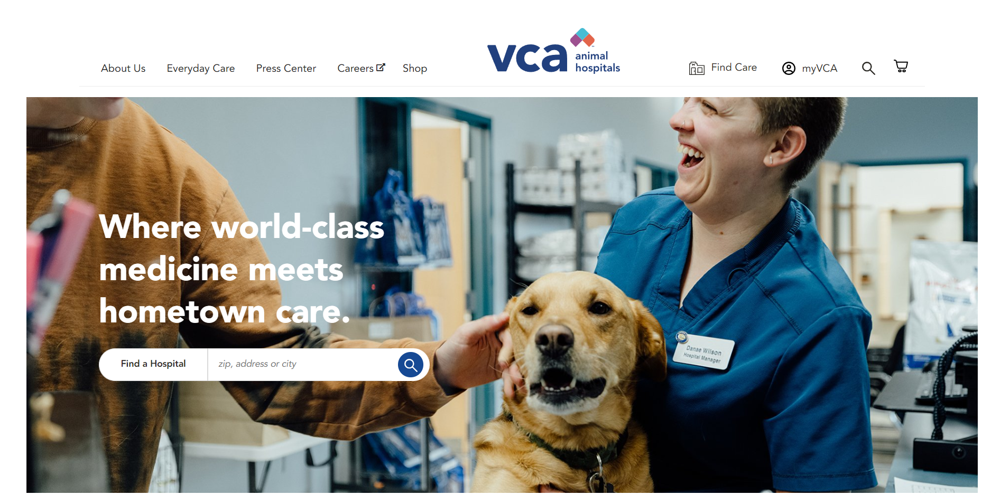 About Us
Everyday Care
Press Center
Careers
Shop
vca animal hospitals
Find Care
myVCA
Where world-class
medicine meets
hometown care.
Find a Hospital
zip, address or city
Danae Wilson
Hospital Manager